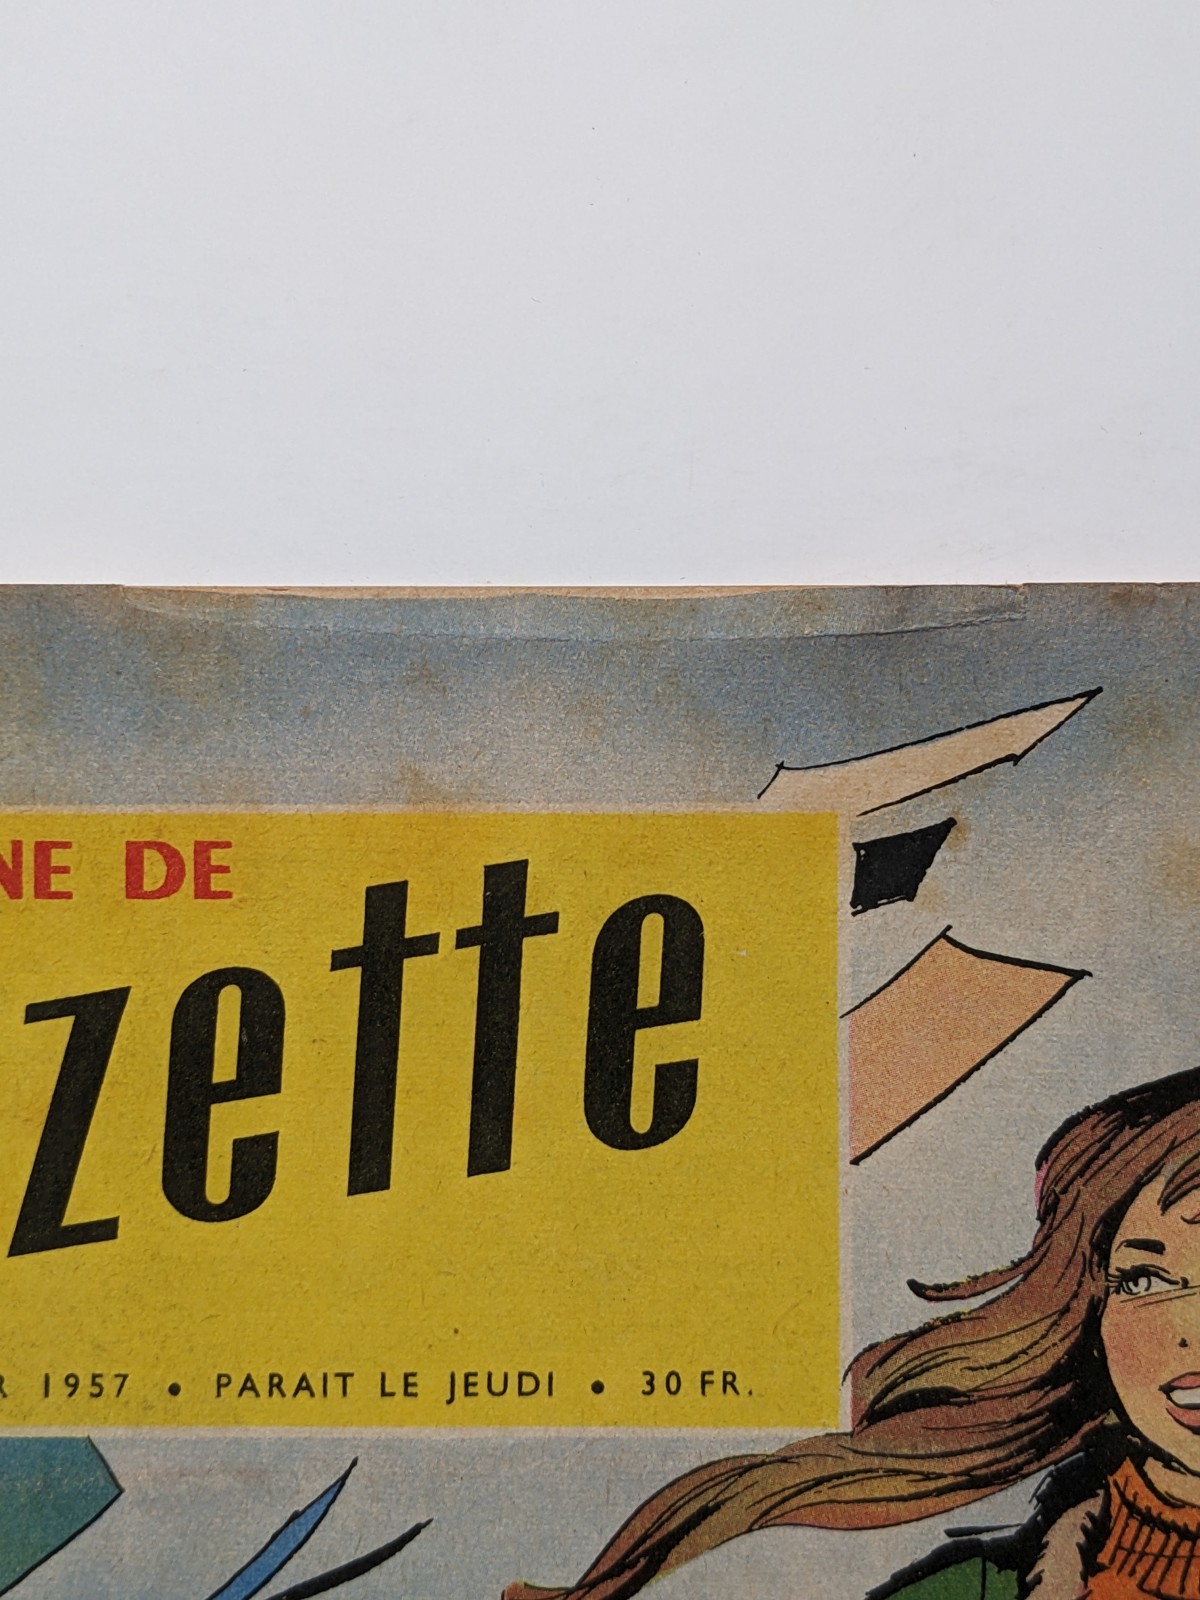 NE DE
zette
R 1957 • PARAIT LE JEUDI • 30 FR.